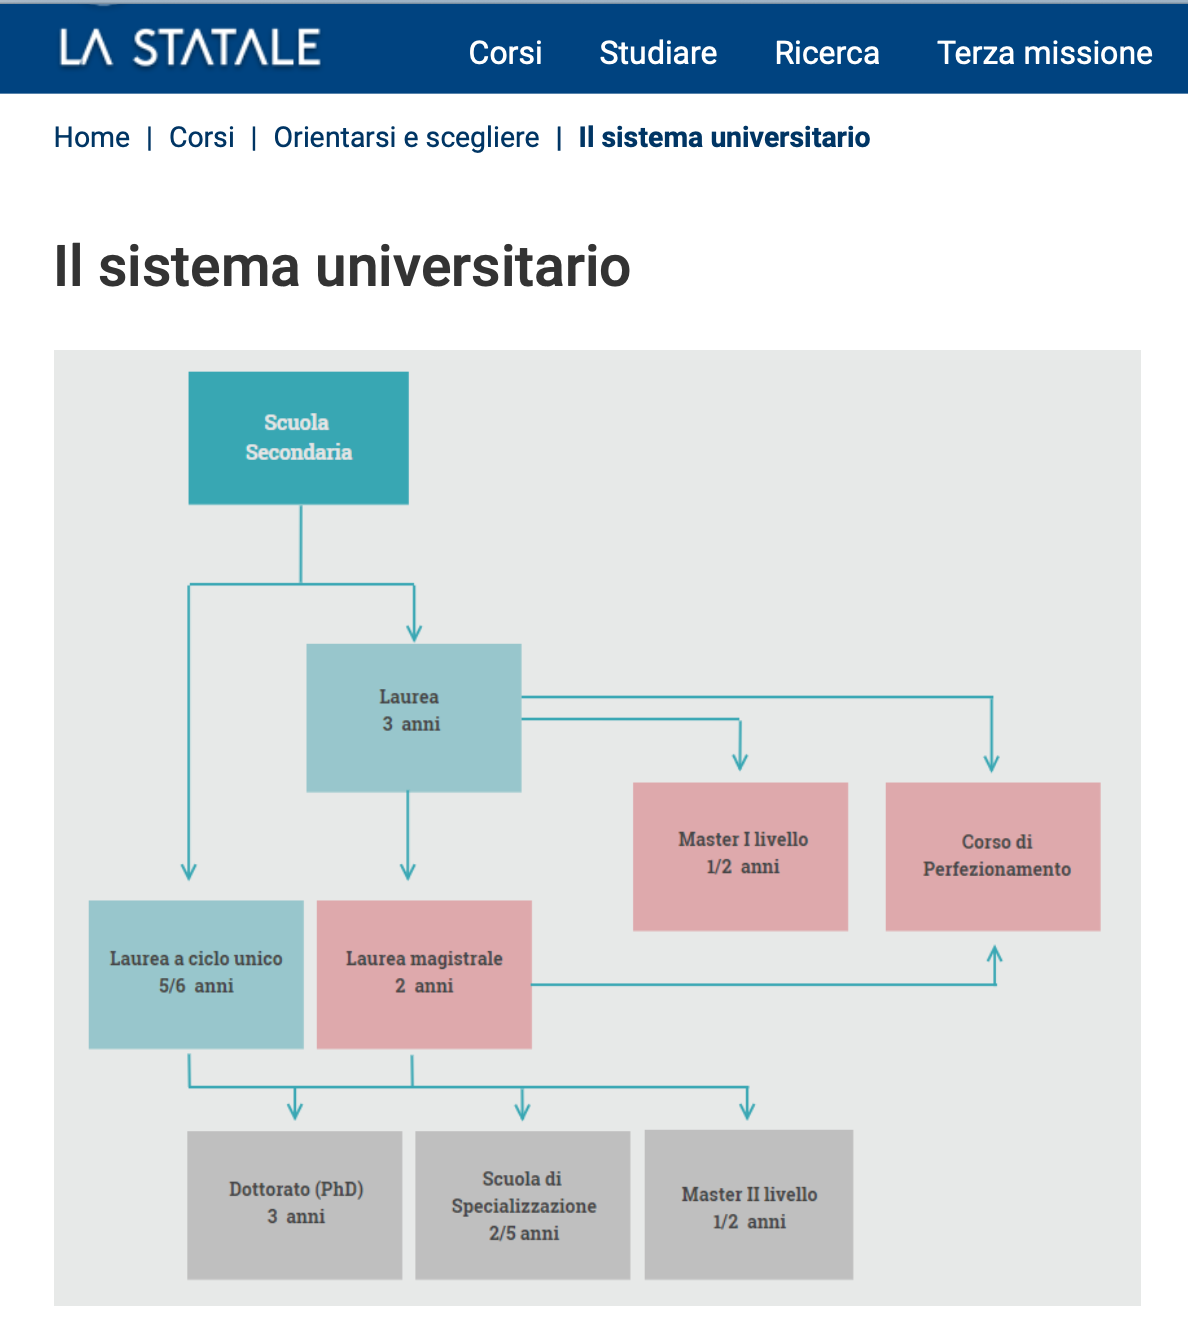 LA STATALE
Corsi Studiare Ricerca Terza missione
Home | Corsi | Orientarsi e scegliere | Il sistema universitario
Il sistema universitario
Scuola
Secondaria
Laurea
3 anni
Master I livello
1/2 anni
Corso di
Perfezionamento
Laurea a ciclo unico
5/6 anni
Laurea magistrale
2 anni
Dottorato (PhD)
3 anni
Scuola di
Specializzazione
2/5 anni
Master II livello
1/2 anni